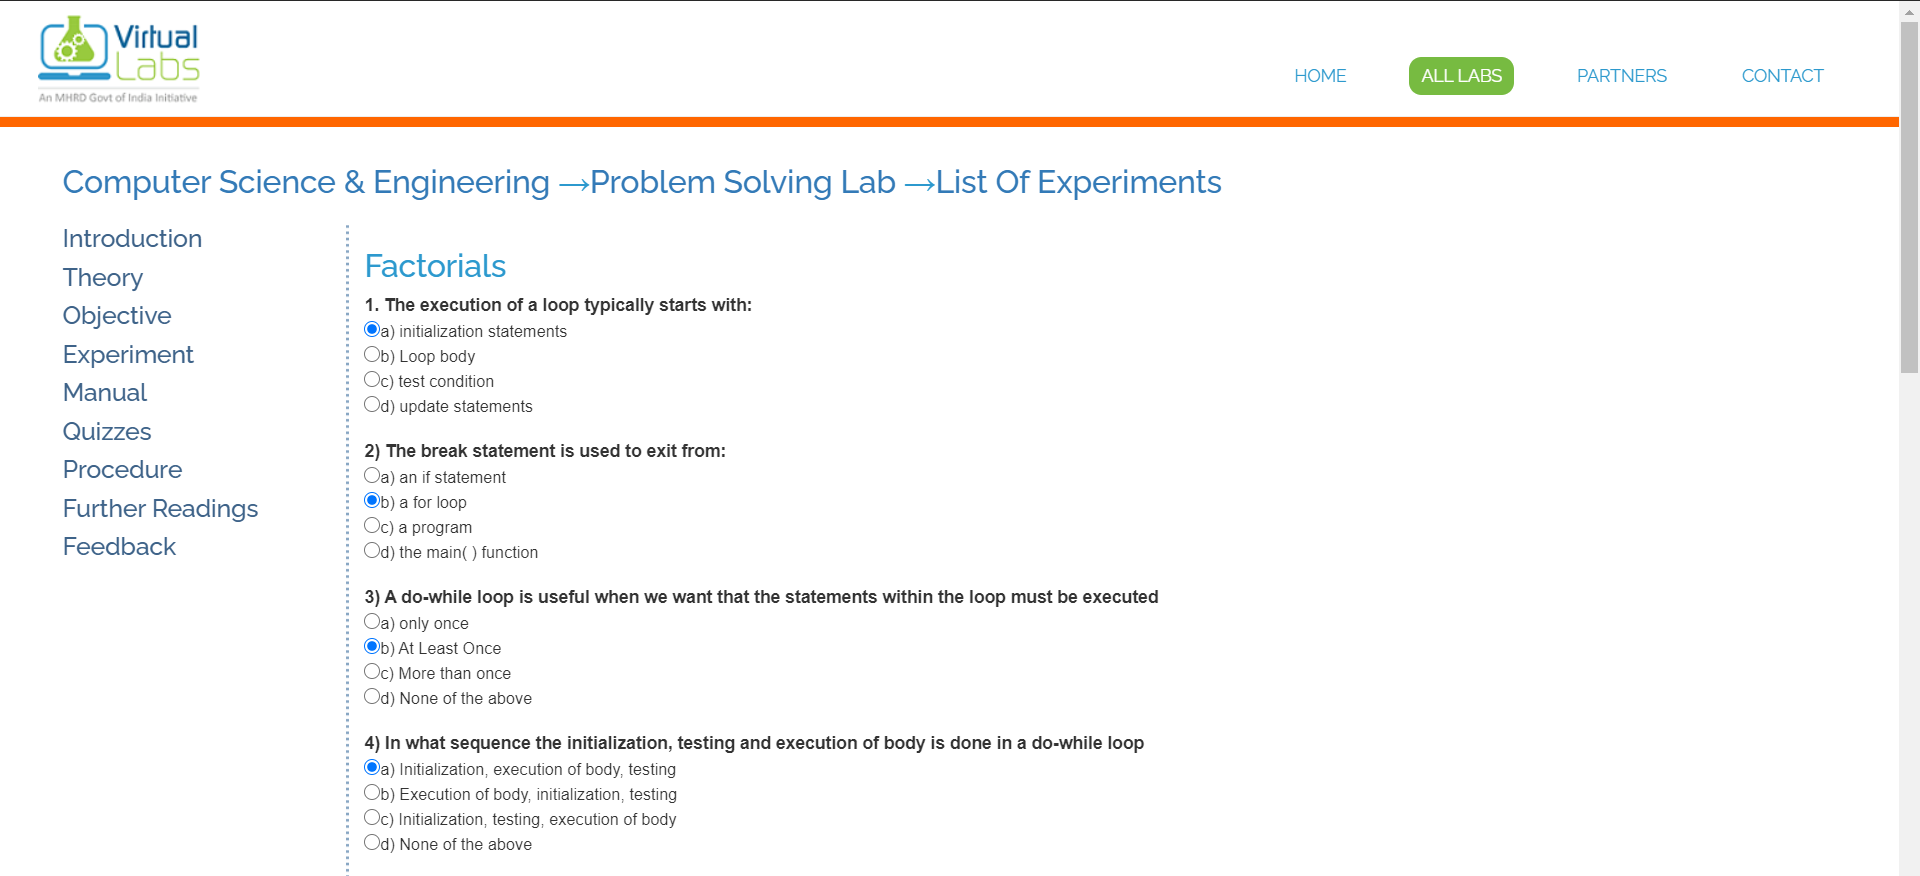 Virtual
Labs
An MHRD Govt of India Initiative
HOME
ALL LABS
PARTNERS
CONTACT
Computer Science & Engineering →Problem Solving Lab →List Of Experiments
Introduction
Theory
Objective
Experiment
Manual
Quizzes
Procedure
Further Readings
Feedback
Factorials
1. The execution of a loop typically starts with:
a) initialization statements
b) Loop body
c) test condition
d) update statements
2) The break statement is used to exit from:
a) an if statement
b) a for loop
c) a program
d) the main( ) function
3) A do-while loop is useful when we want that the statements within the loop must be executed
a) only once
b) At Least Once
c) More than once
d) None of the above
4) In what sequence the initialization, testing and execution of body is done in a do-while loop
a) Initialization, execution of body, testing
b) Execution of body, initialization, testing
c) Initialization, testing, execution of body
d) None of the above